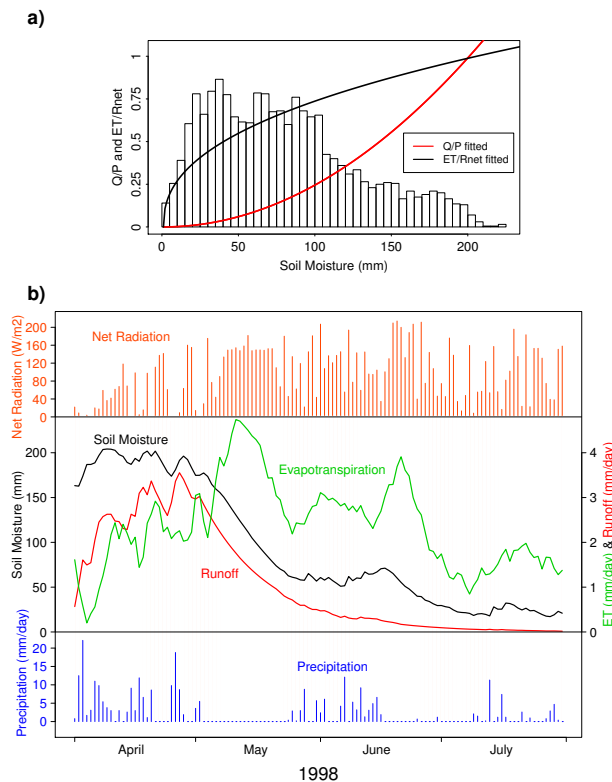 a)
Q/P and ET/Rnet
1
0.75
0.5
0.25
0
Q/P fitted
ET/Rnet fitted
0 50 100 150 200
Soil Moisture (mm)
b)
Net Radiation (W/m2)
200
160
120
80
40
0
Net Radiation
Soil Moisture (mm)
200
150
100
50
0
Soil Moisture
Evapotranspiration
Runoff
4
3
2
1
0
ET (mm/day) & Runoff (mm/day)
Precipitation (mm/day)
20
15
10
5
0
Precipitation
April May June July
1998